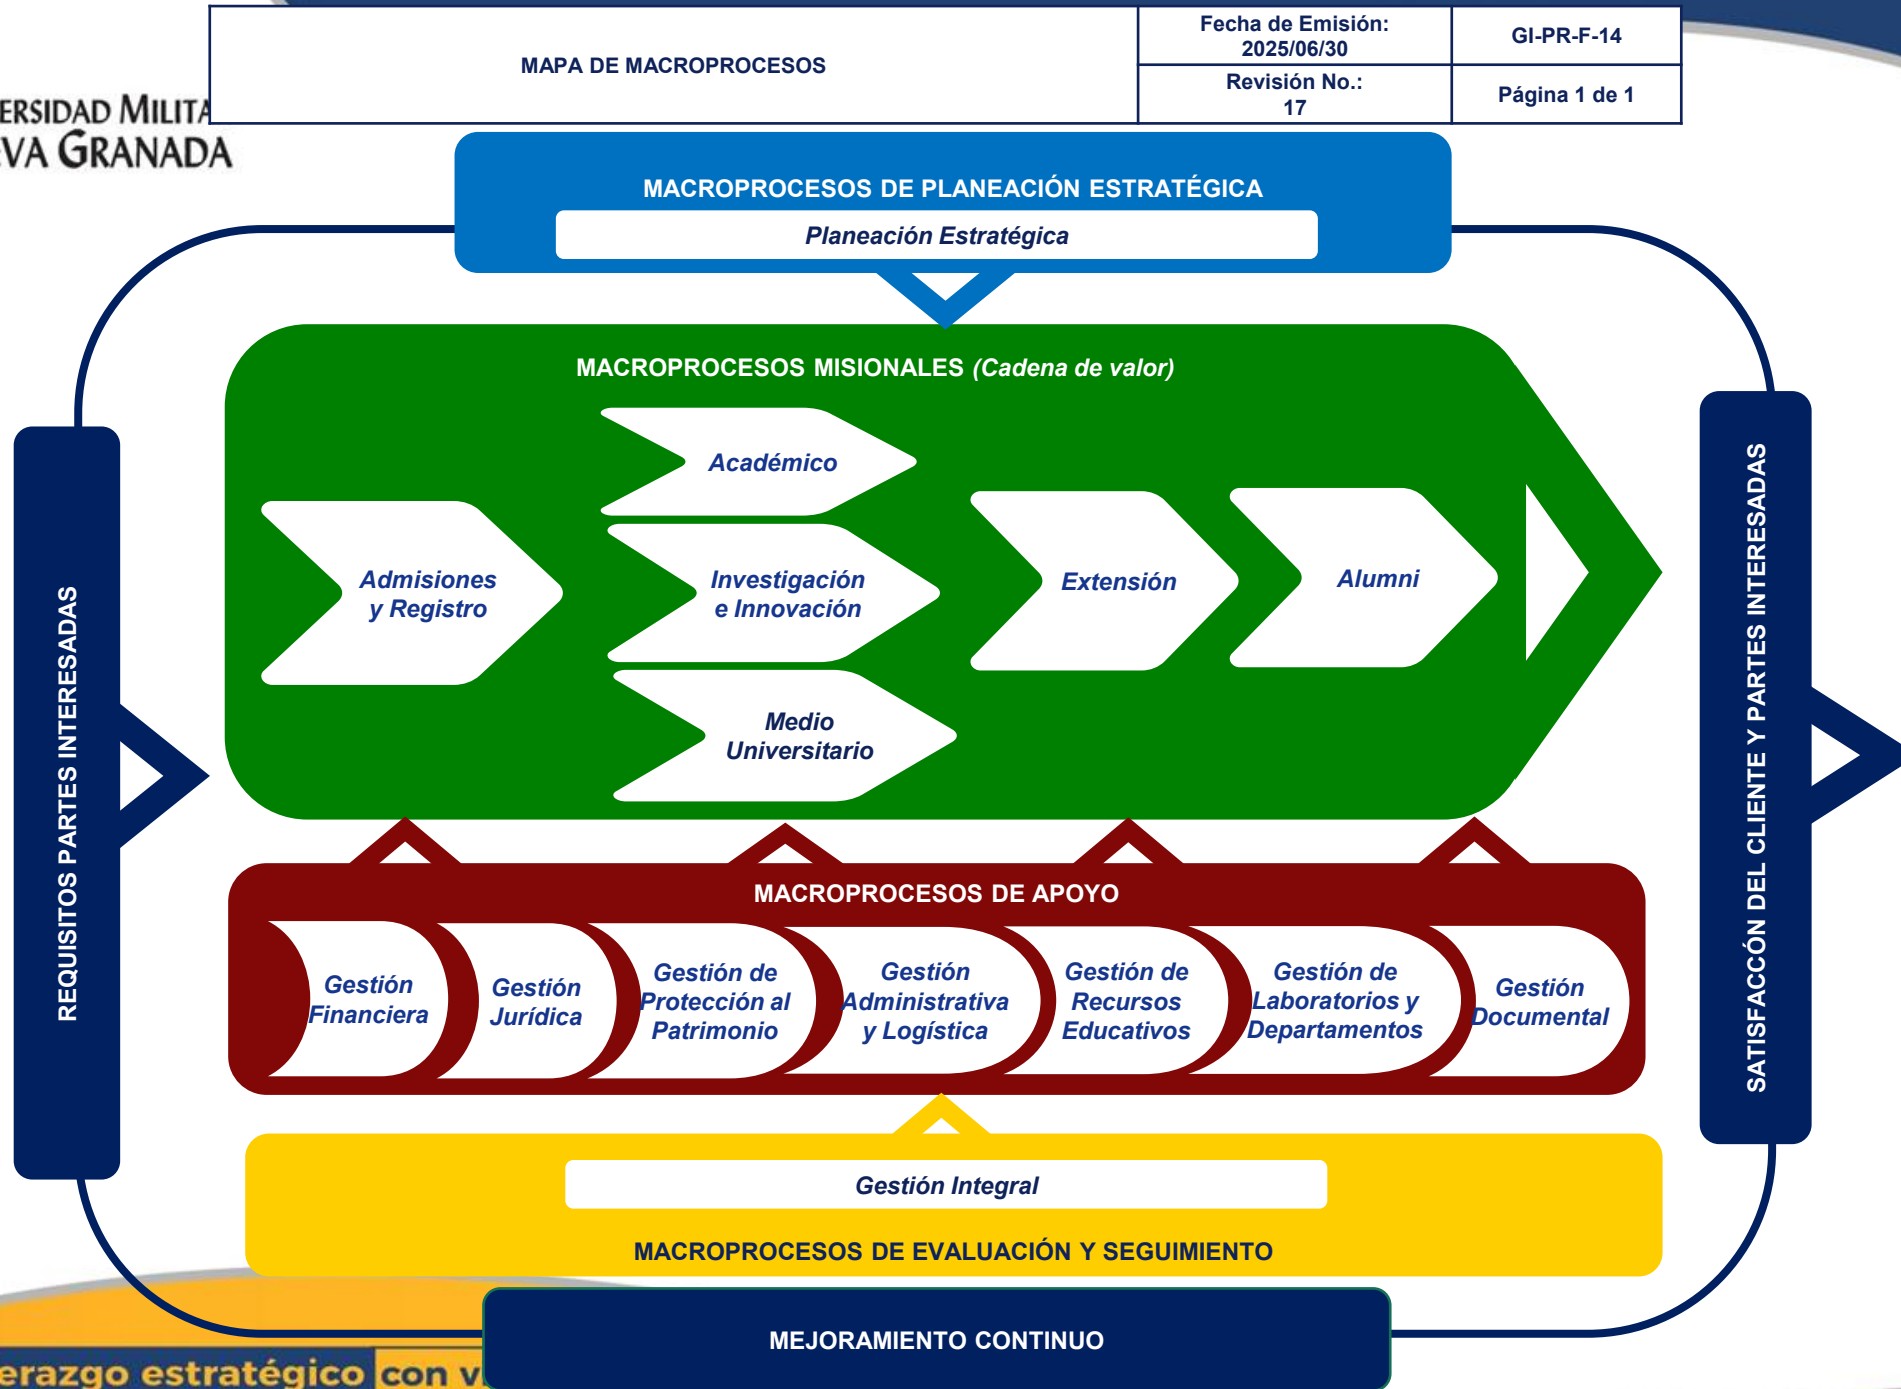 MAPA DE MACROPROCESOS
Fecha de Emisión:
2025/06/30
GI-PR-F-14
Revisión No.:
17
Página 1 de 1
ERSIDAD MILITA
VA GRANADA
MACROPROCESOS DE PLANEACIÓN ESTRATÉGICA
Planeación Estratégica
MACROPROCESOS MISIONALES (Cadena de valor)
Académico
Admisiones
y Registro
Investigación
e Innovación
Medio
Universitario
Extensión
Alumni
REQUISITOS PARTES INTERESADAS
SATISFACCÓN DEL CLIENTE Y PARTES INTERESADAS
MACROPROCESOS DE APOYO
Gestión
Financiera
Gestión
Jurídica
Gestión de
Protección al
Patrimonio
Gestión
Administrativa
y Logística
Gestión de
Recursos
Educativos
Gestión de
Laboratorios y
Departamentos
Gestión
Documental
Gestión Integral
MACROPROCESOS DE EVALUACIÓN Y SEGUIMIENTO
MEJORAMIENTO CONTINUO
erazgo estratégico con v